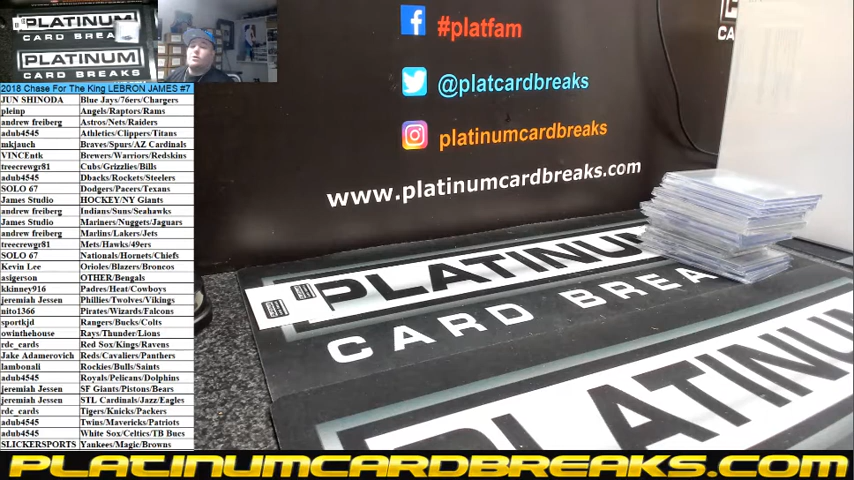 PLATINUM
CARD BREAKS
PLATINUM
CARD BREAKS
2018 Chase For The King LEBRON JAMES #7
JUN SHINODA Blue Jays/76ers/Chargers
pleinp Angels/Raptors/Rams
andrew freiberg Astros/Nets/Raiders
adub4545 Athletics/Clippers/Titans
mkjauch Braves/Spurs/AZ Cardinals
VINCEntk Brewers/Warriors/Redskins
treecrewgr81 Cubs/Grizzlies/Bills
adub4545 Dbacks/Rockets/Steelers
SOLO 67 Dodgers/Pacers/Texans
James Studio HOCKEY/NY Giants
andrew freiberg Indians/Suns/Seahawks
James Studio Mariners/Nuggets/Jaguars
andrew freiberg Marlins/Lakers/Jets
treecrewgr81 Mets/Hawks/49ers
SOLO 67 Nationals/Hornets/Chiefs
Kevin Lee Orioles/Blazers/Broncos
asigerson OTHER/Bengals
kkinney916 Padres/Heat/Cowboys
jeremiah Jessen Phillies/Twolves/Vikings
nito1366 Pirates/Wizards/Falcons
sportkjd Rangers/Bucks/Colts
owinthehouse Rays/Thunder/Lions
rdc_cards Red Sox/Kings/Ravens
Jake Adamerovich Reds/Cavaliers/Panthers
lambonali Rockies/Bulls/Saints
adub4545 Royals/Pelicans/Dolphins
jeremiah Jessen SF Giants/Pistons/Bears
jeremiah Jessen STL Cardinals/Jazz/Eagles
rdc_cards Tigers/Knicks/Packers
adub4545 Twins/Mavericks/Patriots
adub4545 White Sox/Celtics/TB Bucs
SLICKERSPORTS Yankees/Magic/Browns
#platfam
@platcardbreaks
platinumcardbreaks
www.platinumcardbreaks.com
PLATINUM
CARD BREA
PLATINUM
PLATINUMCARDBREAKS.COM